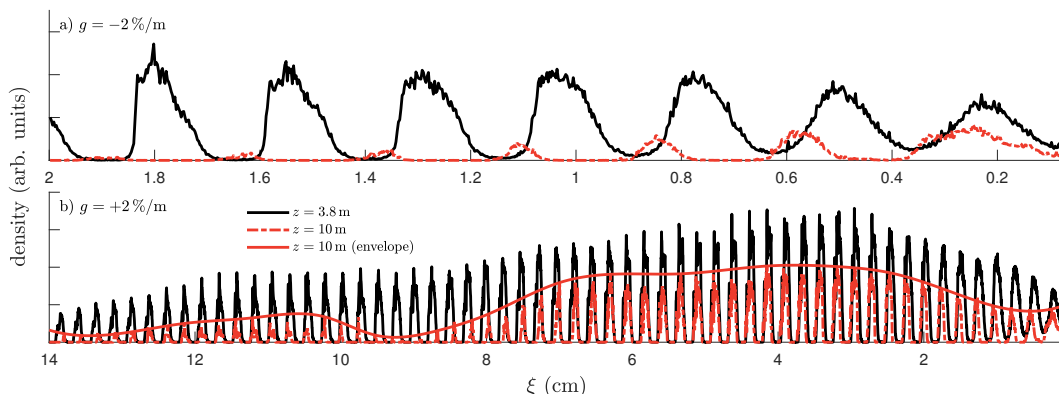 a) g = −2 %/m
2 1.8 1.6 1.4 1.2 1 0.8 0.6 0.4 0.2
density (arb. units)
b) g = +2 %/m
z = 3.8 m
z = 10 m
z = 10 m (envelope)
14 12 10 8 6 4 2
ξ (cm)